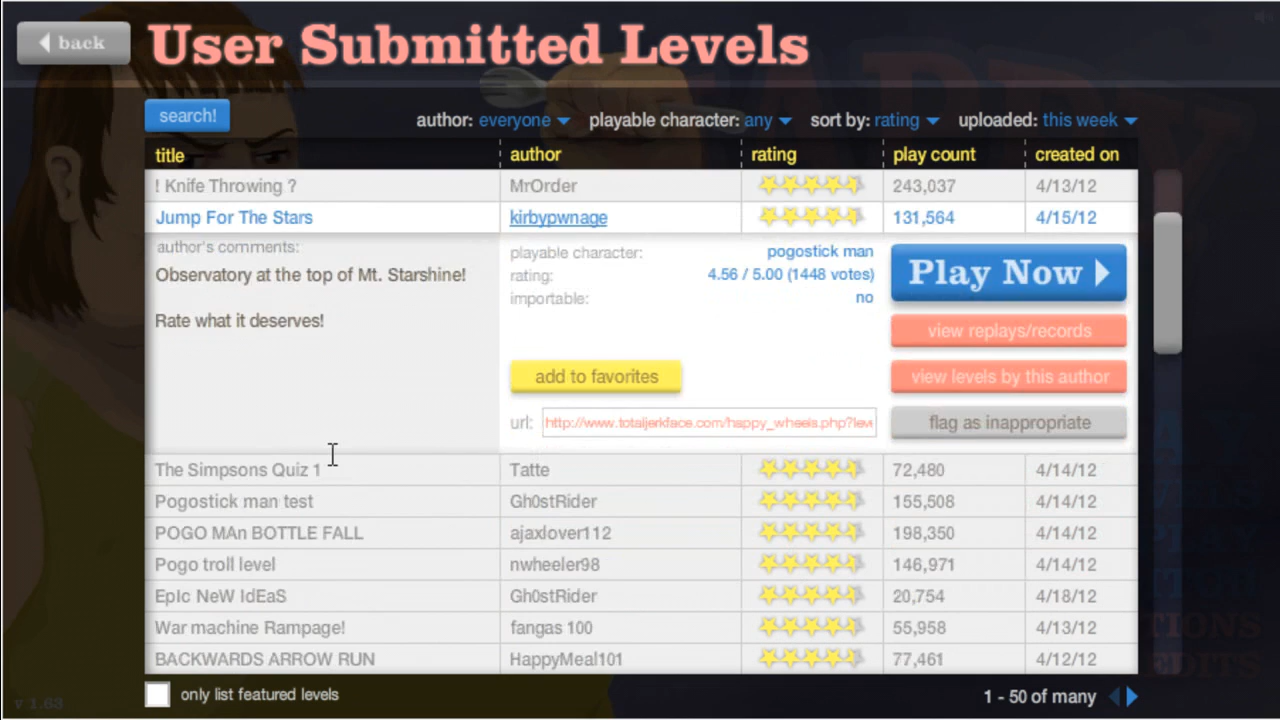 back
User Submitted Levels
search!
author: everyone playable character: any sort by: rating uploaded: this week
title author rating play count created on
! Knife Throwing ? MrOrder 243,037 4/13/12
Jump For The Stars kirbypwnage 131,564 4/15/12
author's comments:
Observatory at the top of Mt. Starshine!
Rate what it deserves!
playable character: pogostick man
rating: 4.56 / 5.00 (1448 votes)
importable: no
add to favorites
url: http://www.totaljerkface.com/happy_wheels.php?lev
Play Now
view replays/records
view levels by this author
flag as inappropriate
The Simpsons Quiz 1 Tatte 72,480 4/14/12
Pogostick man test Gh0stRider 155,508 4/14/12
POGO MAn BOTTLE FALL ajaxlover112 198,350 4/14/12
Pogo troll level nwheeler98 146,971 4/14/12
EpIc NeW IdEaS Gh0stRider 20,754 4/18/12
War machine Rampage! fangas 100 55,958 4/13/12
BACKWARDS ARROW RUN HappyMeal101 77,461 4/12/12
only list featured levels
1 - 50 of many
v 1.63